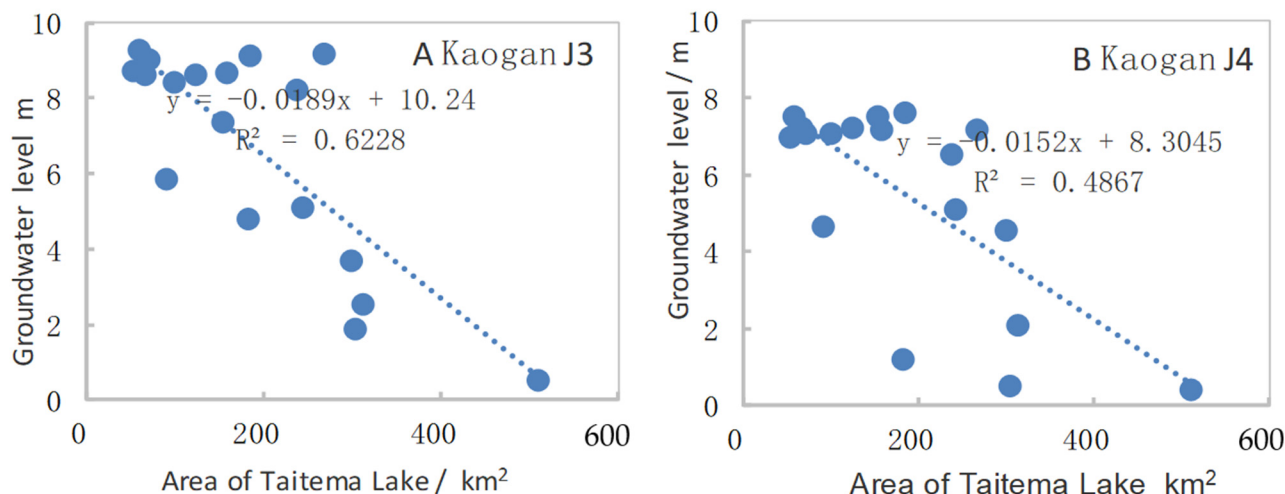 A Kaogan J3
Groundwater level m
10
8
6
4
2
0
y = -0.0189x + 10.24
R² = 0.6228
0 200 400 600
Area of Taitema Lake / km²
B Kaogan J4
Groundwater level / m
10
8
6
4
2
0
y = -0.0152x + 8.3045
R² = 0.4867
0 200 400 600
Area of Taitema Lake km²